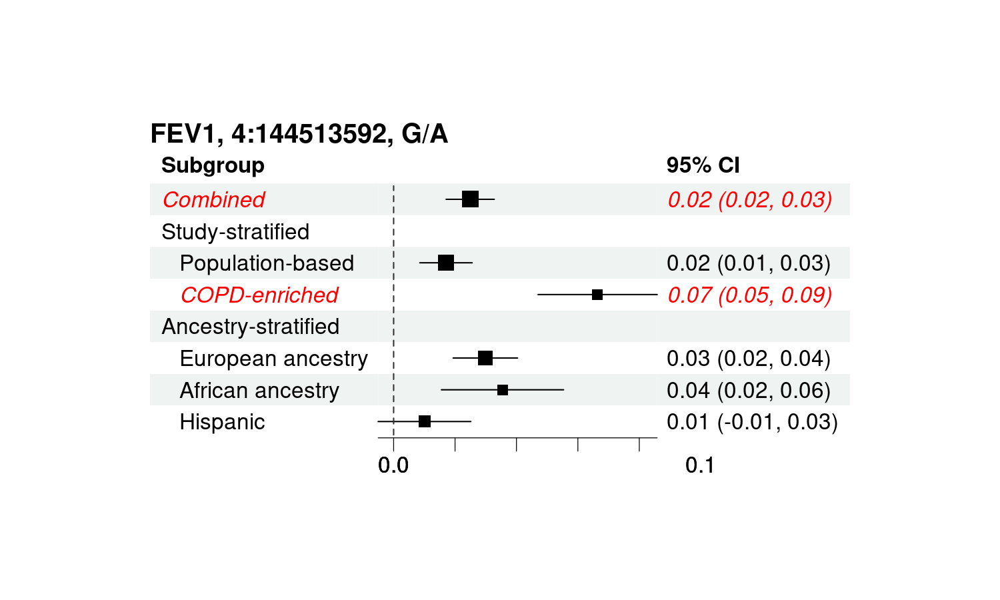 FEV1, 4:144513592, G/A
Subgroup 95% CI
Combined 0.02 (0.02, 0.03)
Study-stratified
Population-based 0.02 (0.01, 0.03)
COPD-enriched 0.07 (0.05, 0.09)
Ancestry-stratified
European ancestry 0.03 (0.02, 0.04)
African ancestry 0.04 (0.02, 0.06)
Hispanic 0.01 (-0.01, 0.03)
0.0 0.1